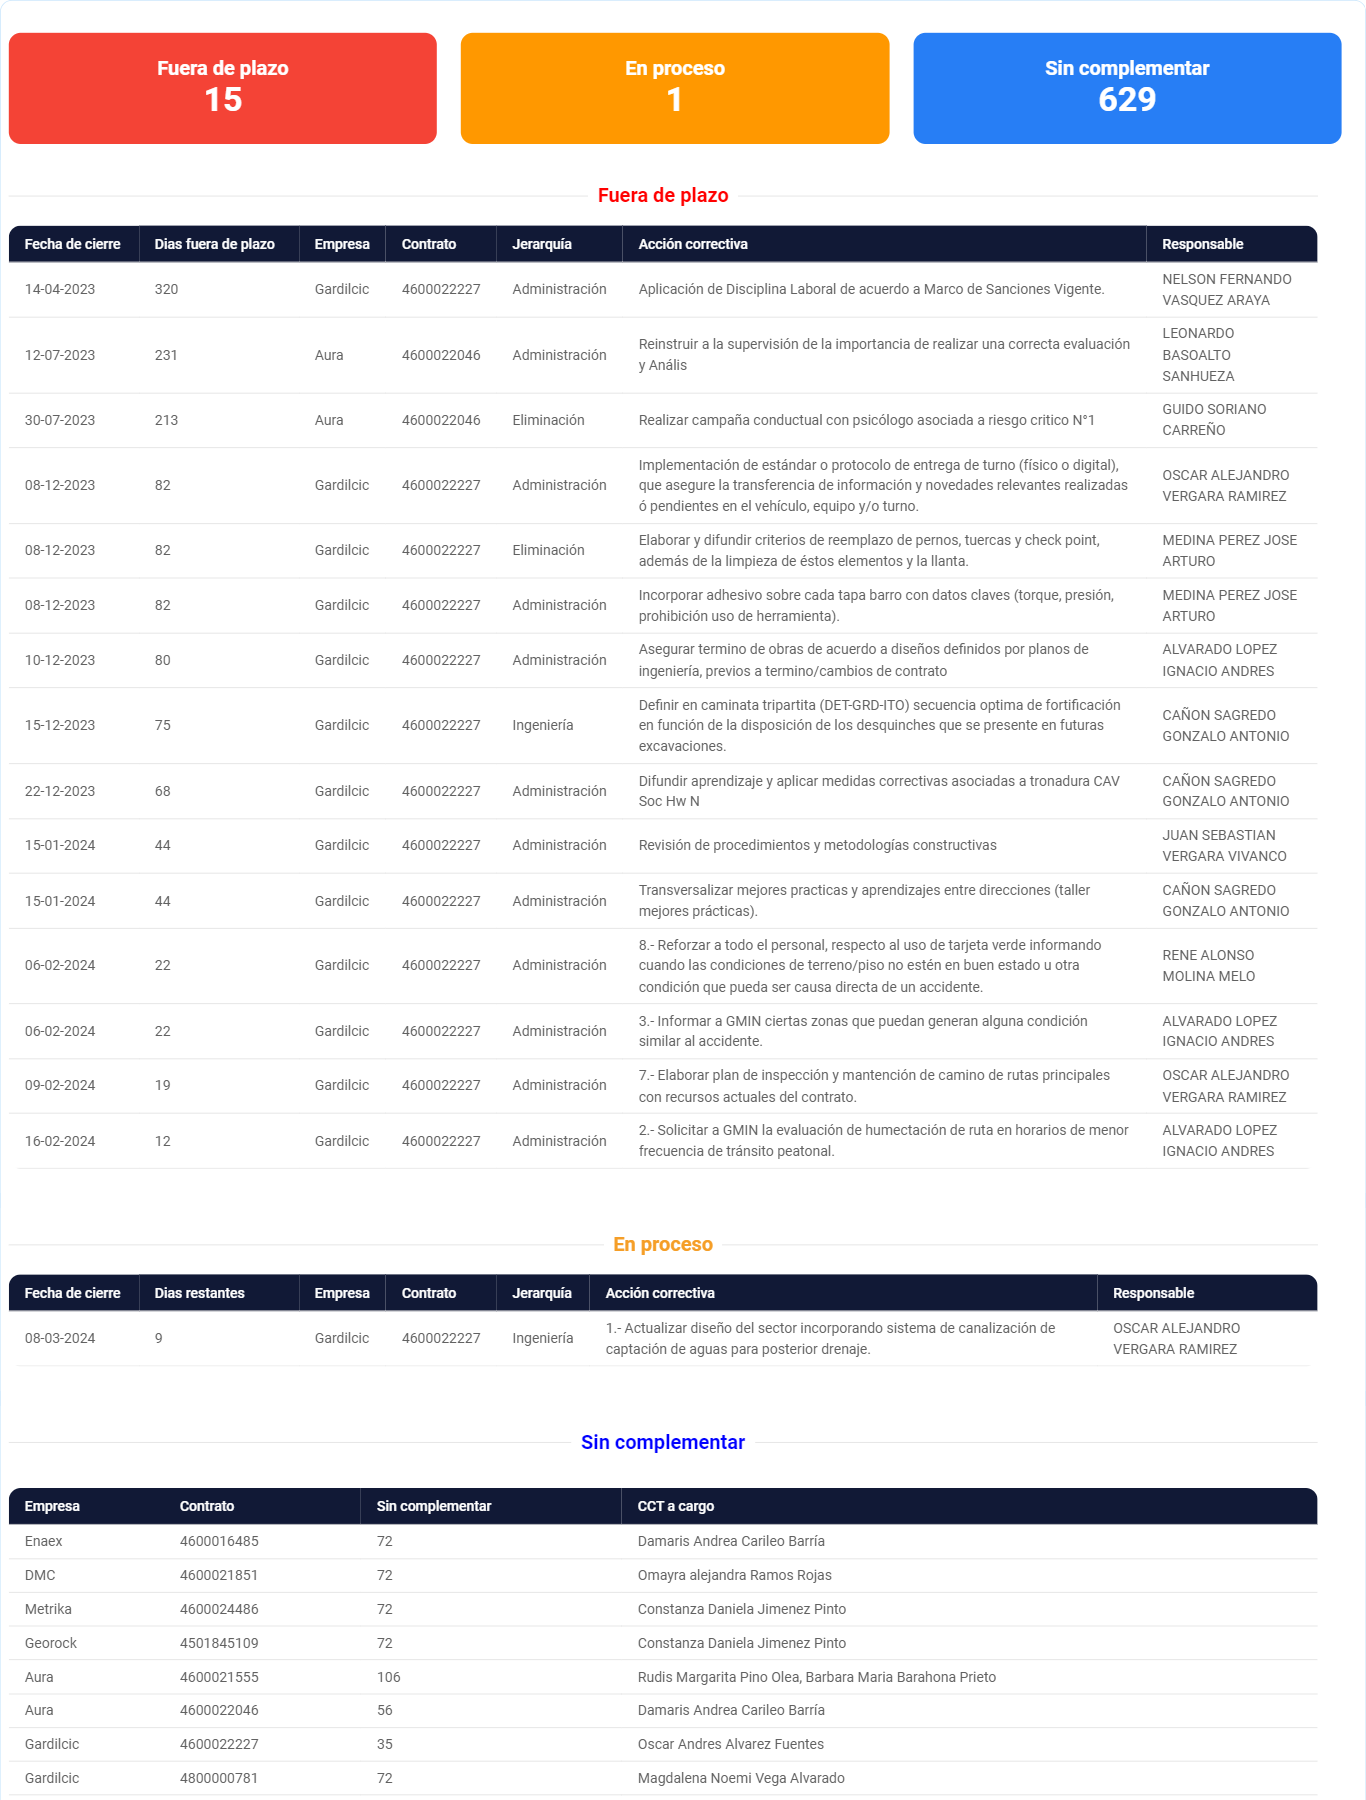 Fuera de plazo
15
En proceso
1
Sin complementar
629
Fuera de plazo
Fecha de cierre Dias fuera de plazo Empresa Contrato Jerarquía Acción correctiva Responsable
14-04-2023 320 Gardilcic 4600022227 Administración Aplicación de Disciplina Laboral de acuerdo a Marco de Sanciones Vigente. NELSON FERNANDO
VASQUEZ ARAYA
12-07-2023 231 Aura 4600022046 Administración Reinstruir a la supervisión de la importancia de realizar una correcta evaluación
y Anális
LEONARDO
BASOALTO
SANHUEZA
30-07-2023 213 Aura 4600022046 Eliminación Realizar campaña conductual con psicólogo asociada a riesgo critico N°1 GUIDO SORIANO
CARREÑO
08-12-2023 82 Gardilcic 4600022227 Administración Implementación de estándar o protocolo de entrega de turno (físico o digital),
que asegure la transferencia de información y novedades relevantes realizadas
ó pendientes en el vehículo, equipo y/o turno.
OSCAR ALEJANDRO
VERGARA RAMIREZ
08-12-2023 82 Gardilcic 4600022227 Eliminación Elaborar y difundir criterios de reemplazo de pernos, tuercas y check point,
además de la limpieza de éstos elementos y la llanta.
MEDINA PEREZ JOSE
ARTURO
08-12-2023 82 Gardilcic 4600022227 Administración Incorporar adhesivo sobre cada tapa barro con datos claves (torque, presión,
prohibición uso de herramienta).
MEDINA PEREZ JOSE
ARTURO
10-12-2023 80 Gardilcic 4600022227 Administración Asegurar termino de obras de acuerdo a diseños definidos por planos de
ingeniería, previos a termino/cambios de contrato
ALVARADO LOPEZ
IGNACIO ANDRES
15-12-2023 75 Gardilcic 4600022227 Ingeniería Definir en caminata tripartita (DET-GRD-ITO) secuencia optima de fortificación
en función de la disposición de los desquinches que se presente en futuras
excavaciones.
CAÑON SAGREDO
GONZALO ANTONIO
22-12-2023 68 Gardilcic 4600022227 Administración Difundir aprendizaje y aplicar medidas correctivas asociadas a tronadura CAV
Soc Hw N
CAÑON SAGREDO
GONZALO ANTONIO
15-01-2024 44 Gardilcic 4600022227 Administración Revisión de procedimientos y metodologías constructivas JUAN SEBASTIAN
VERGARA VIVANCO
15-01-2024 44 Gardilcic 4600022227 Administración Transversalizar mejores practicas y aprendizajes entre direcciones (taller
mejores prácticas).
CAÑON SAGREDO
GONZALO ANTONIO
06-02-2024 22 Gardilcic 4600022227 Administración 8.- Reforzar a todo el personal, respecto al uso de tarjeta verde informando
cuando las condiciones de terreno/piso no estén en buen estado u otra
condición que pueda ser causa directa de un accidente.
RENE ALONSO
MOLINA MELO
06-02-2024 22 Gardilcic 4600022227 Administración 3.- Informar a GMIN ciertas zonas que puedan generan alguna condición
similar al accidente.
ALVARADO LOPEZ
IGNACIO ANDRES
09-02-2024 19 Gardilcic 4600022227 Administración 7.- Elaborar plan de inspección y mantención de camino de rutas principales
con recursos actuales del contrato.
OSCAR ALEJANDRO
VERGARA RAMIREZ
16-02-2024 12 Gardilcic 4600022227 Administración 2.- Solicitar a GMIN la evaluación de humectación de ruta en horarios de menor
frecuencia de tránsito peatonal.
ALVARADO LOPEZ
IGNACIO ANDRES
En proceso
Fecha de cierre Dias restantes Empresa Contrato Jerarquía Acción correctiva Responsable
08-03-2024 9 Gardilcic 4600022227 Ingeniería 1.- Actualizar diseño del sector incorporando sistema de canalización de
captación de aguas para posterior drenaje.
OSCAR ALEJANDRO
VERGARA RAMIREZ
Sin complementar
Empresa Contrato Sin complementar CCT a cargo
Enaex 4600016485 72 Damaris Andrea Carileo Barría
DMC 4600021851 72 Omayra alejandra Ramos Rojas
Metrika 4600024486 72 Constanza Daniela Jimenez Pinto
Georock 4501845109 72 Constanza Daniela Jimenez Pinto
Aura 4600021555 106 Rudis Margarita Pino Olea, Barbara Maria Barahona Prieto
Aura 4600022046 56 Damaris Andrea Carileo Barría
Gardilcic 4600022227 35 Oscar Andres Alvarez Fuentes
Gardilcic 4800000781 72 Magdalena Noemi Vega Alvarado